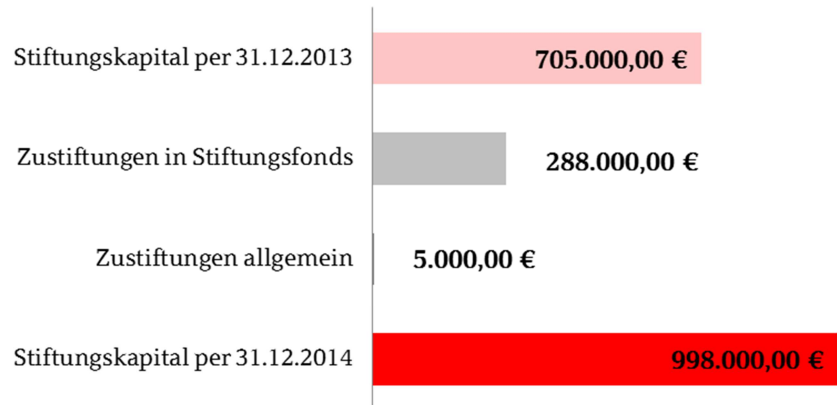 Stiftungskapital per 31.12.2013 705.000,00 €
Zustiftungen in Stiftungsfonds 288.000,00 €
Zustiftungen allgemein 5.000,00 €
Stiftungskapital per 31.12.2014 998.000,00 €